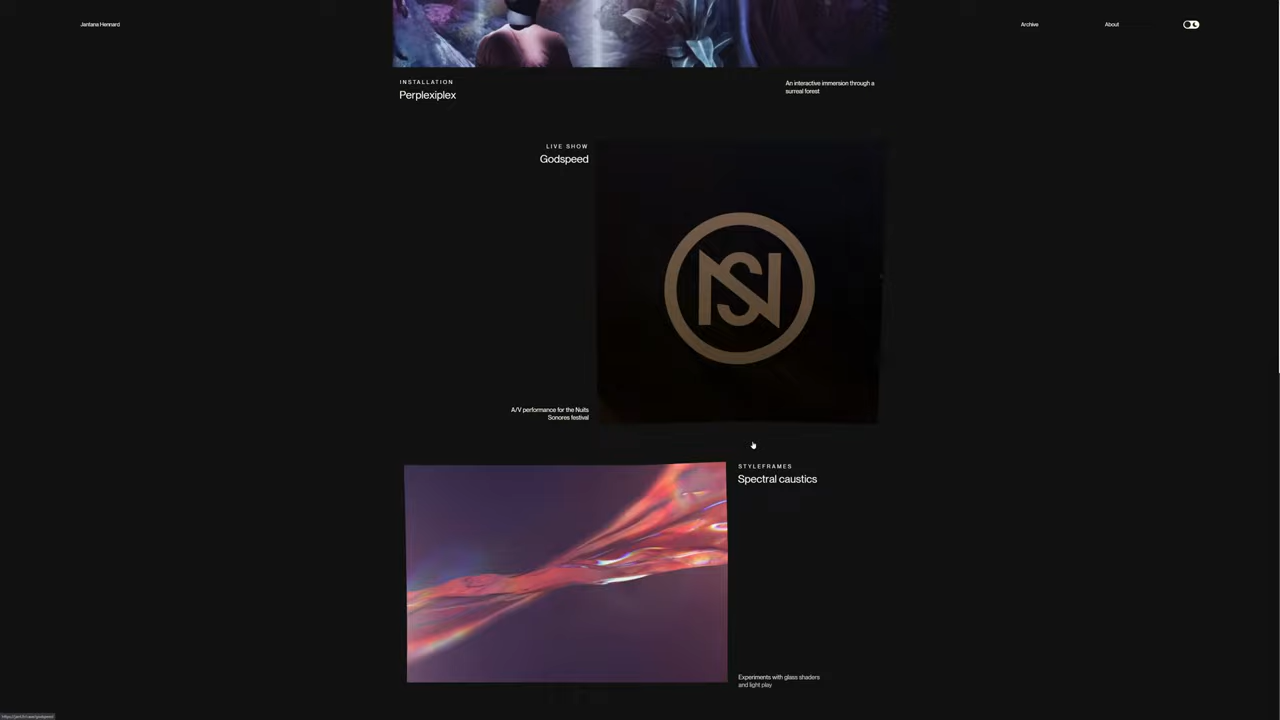 Jantana Hennard
Archive
About
INSTALLATION
Perplexiplex
An interactive immersion through a
surreal forest
LIVE SHOW
Godspeed
NS
A/V performance for the Nuits
Sonores festival
STYLEFRAMES
Spectral caustics
Experiments with glass shaders
and light play